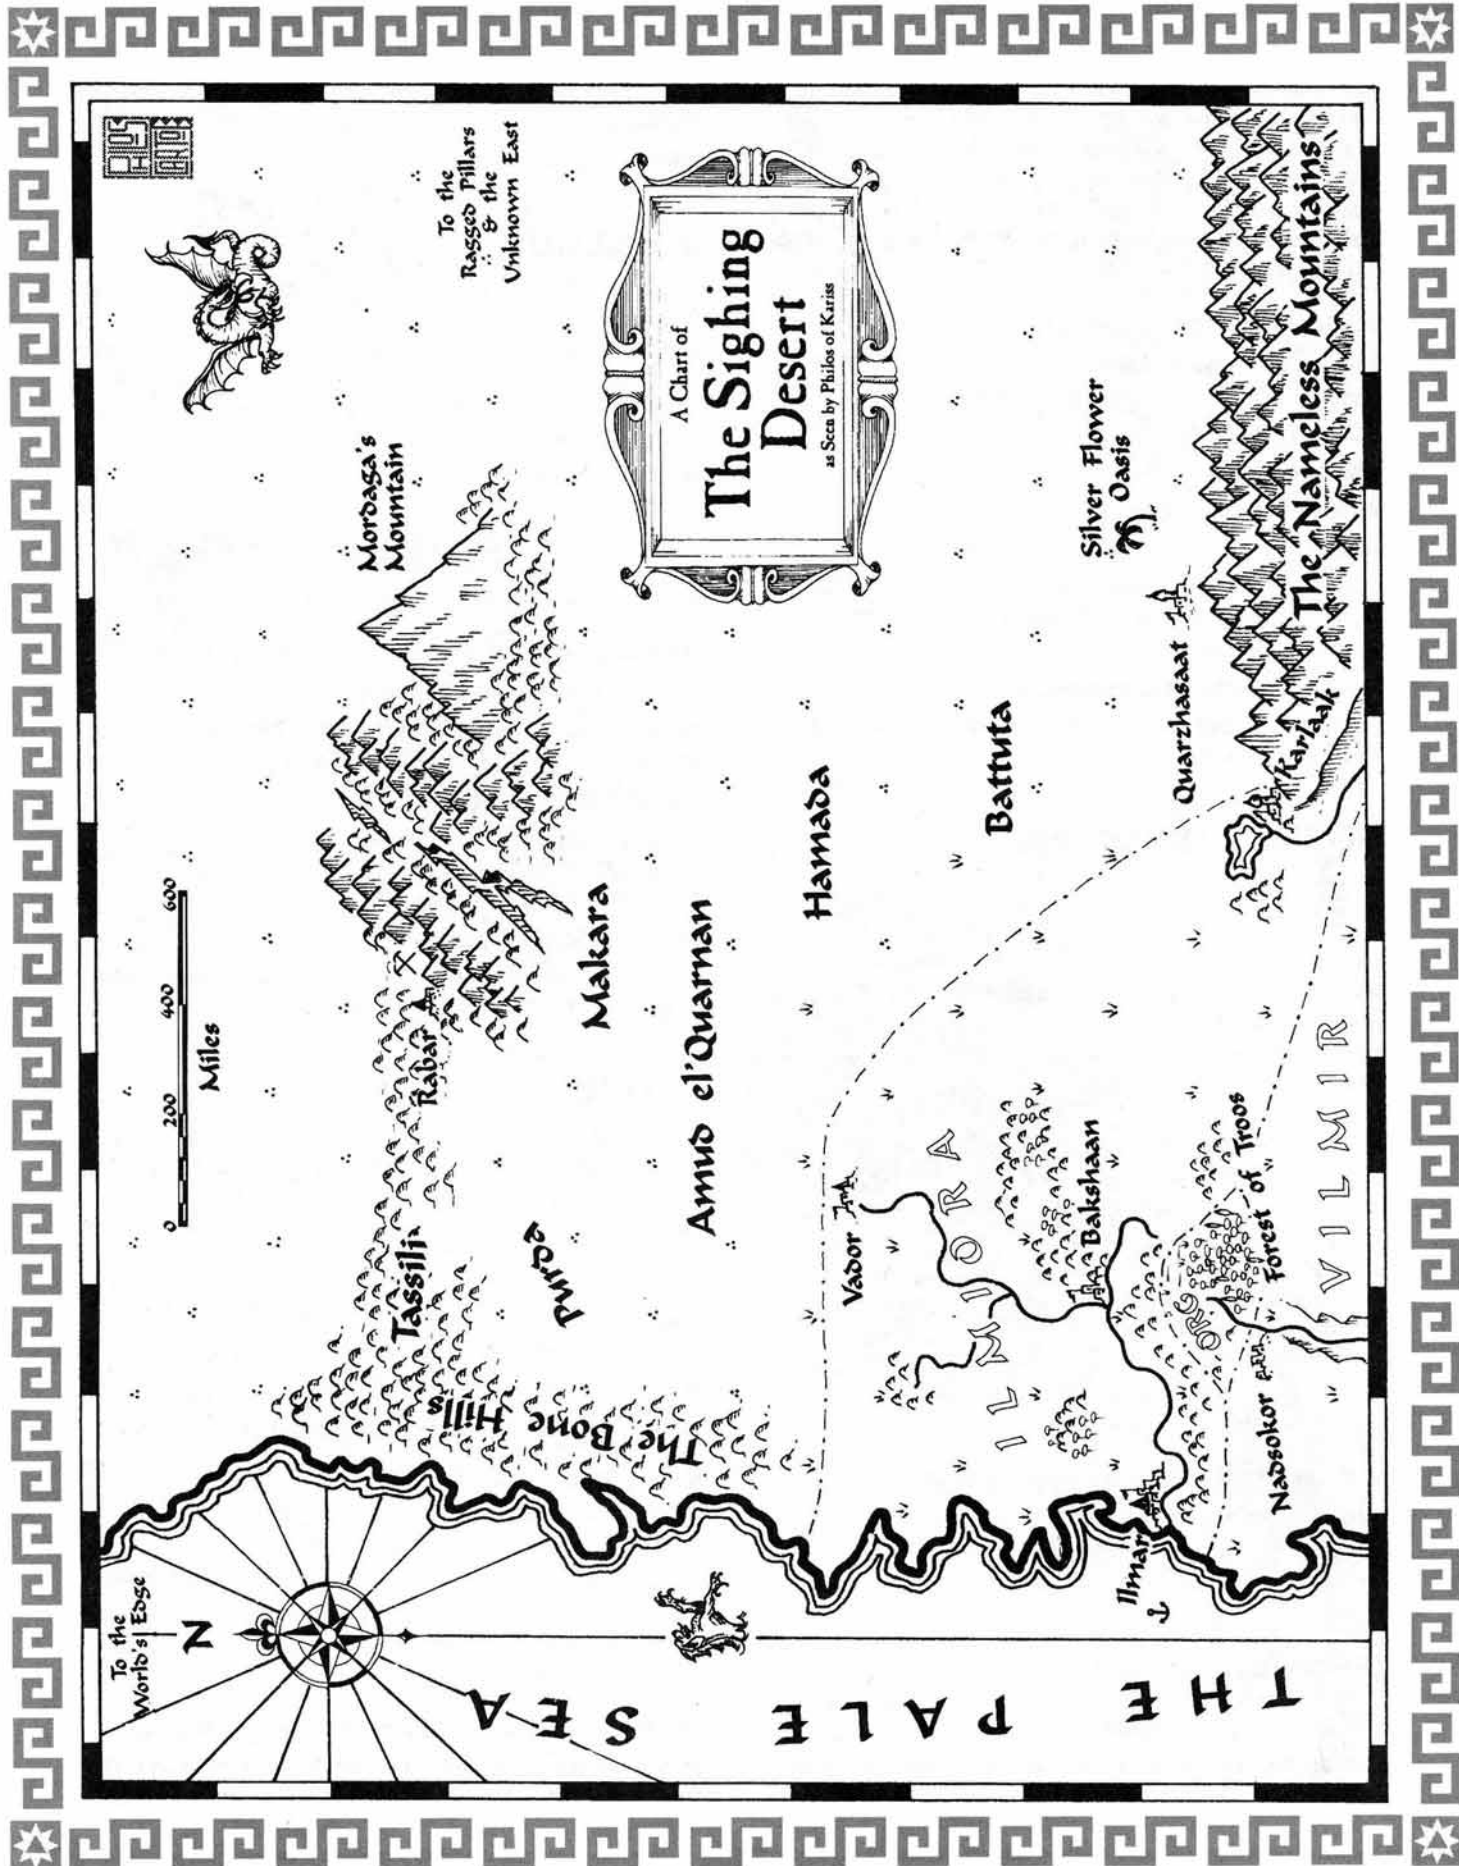 To the
World's Edge
N
0 200 400 600
Miles
Mordaga's
Mountain
To the
Ragged Pillars
& the
Unknown East
Tassili
Rabar
X
The Bone
Hills
Purda
Makara
Amud el'Quarnan
Hamada
Battuta
A Chart of
The Sighing
Desert
as Seen by Philos of Kariss
Vador
ILMIORA
Bakshaan
Silver Flower
Oasis
Quarzhasaat
Karlaak
The Nameless Mountains
Ilmar
ORG
Forest of Troos
Nadsokor
VILMIR
THE PALE SEA